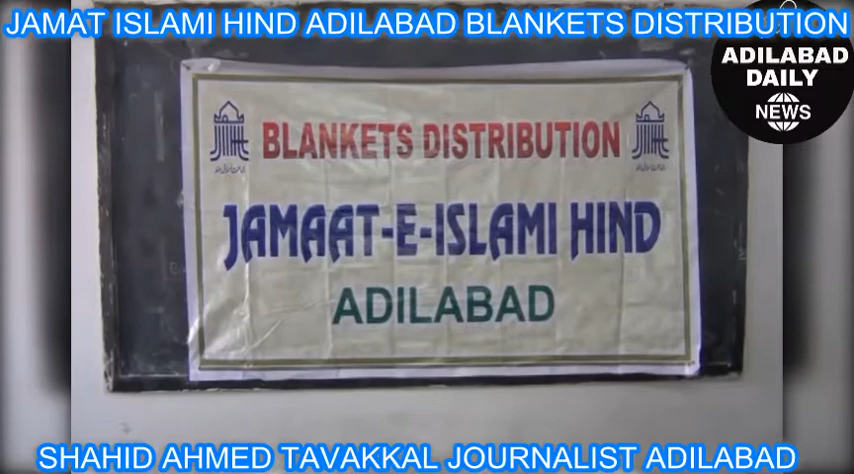 JAMAT ISLAMI HIND ADILABAD BLANKETS DISTRIBUTION
ADILABAD
DAILY
NEWS
BLANKETS DISTRIBUTION
JAMAAT-E-ISLAMI HIND
ADILABAD
SHAHID AHMED TAVAKKAL JOURNALIST ADILABAD